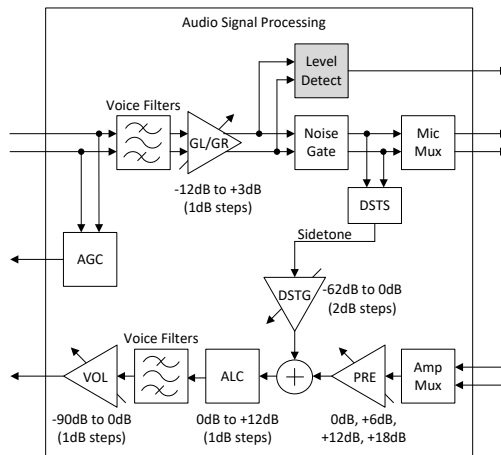 Audio Signal Processing
Level
Detect
Voice Filters
GL/GR
Noise
Gate
Mic
Mux
-12dB to +3dB
(1dB steps)
DSTS
Sidetone
AGC
DSTG
-62dB to 0dB
(2dB steps)
Voice Filters
VOL
ALC
PRE
Amp
Mux
-90dB to 0dB
(1dB steps)
0dB to +12dB
(1dB steps)
0dB, +6dB,
+12dB, +18dB